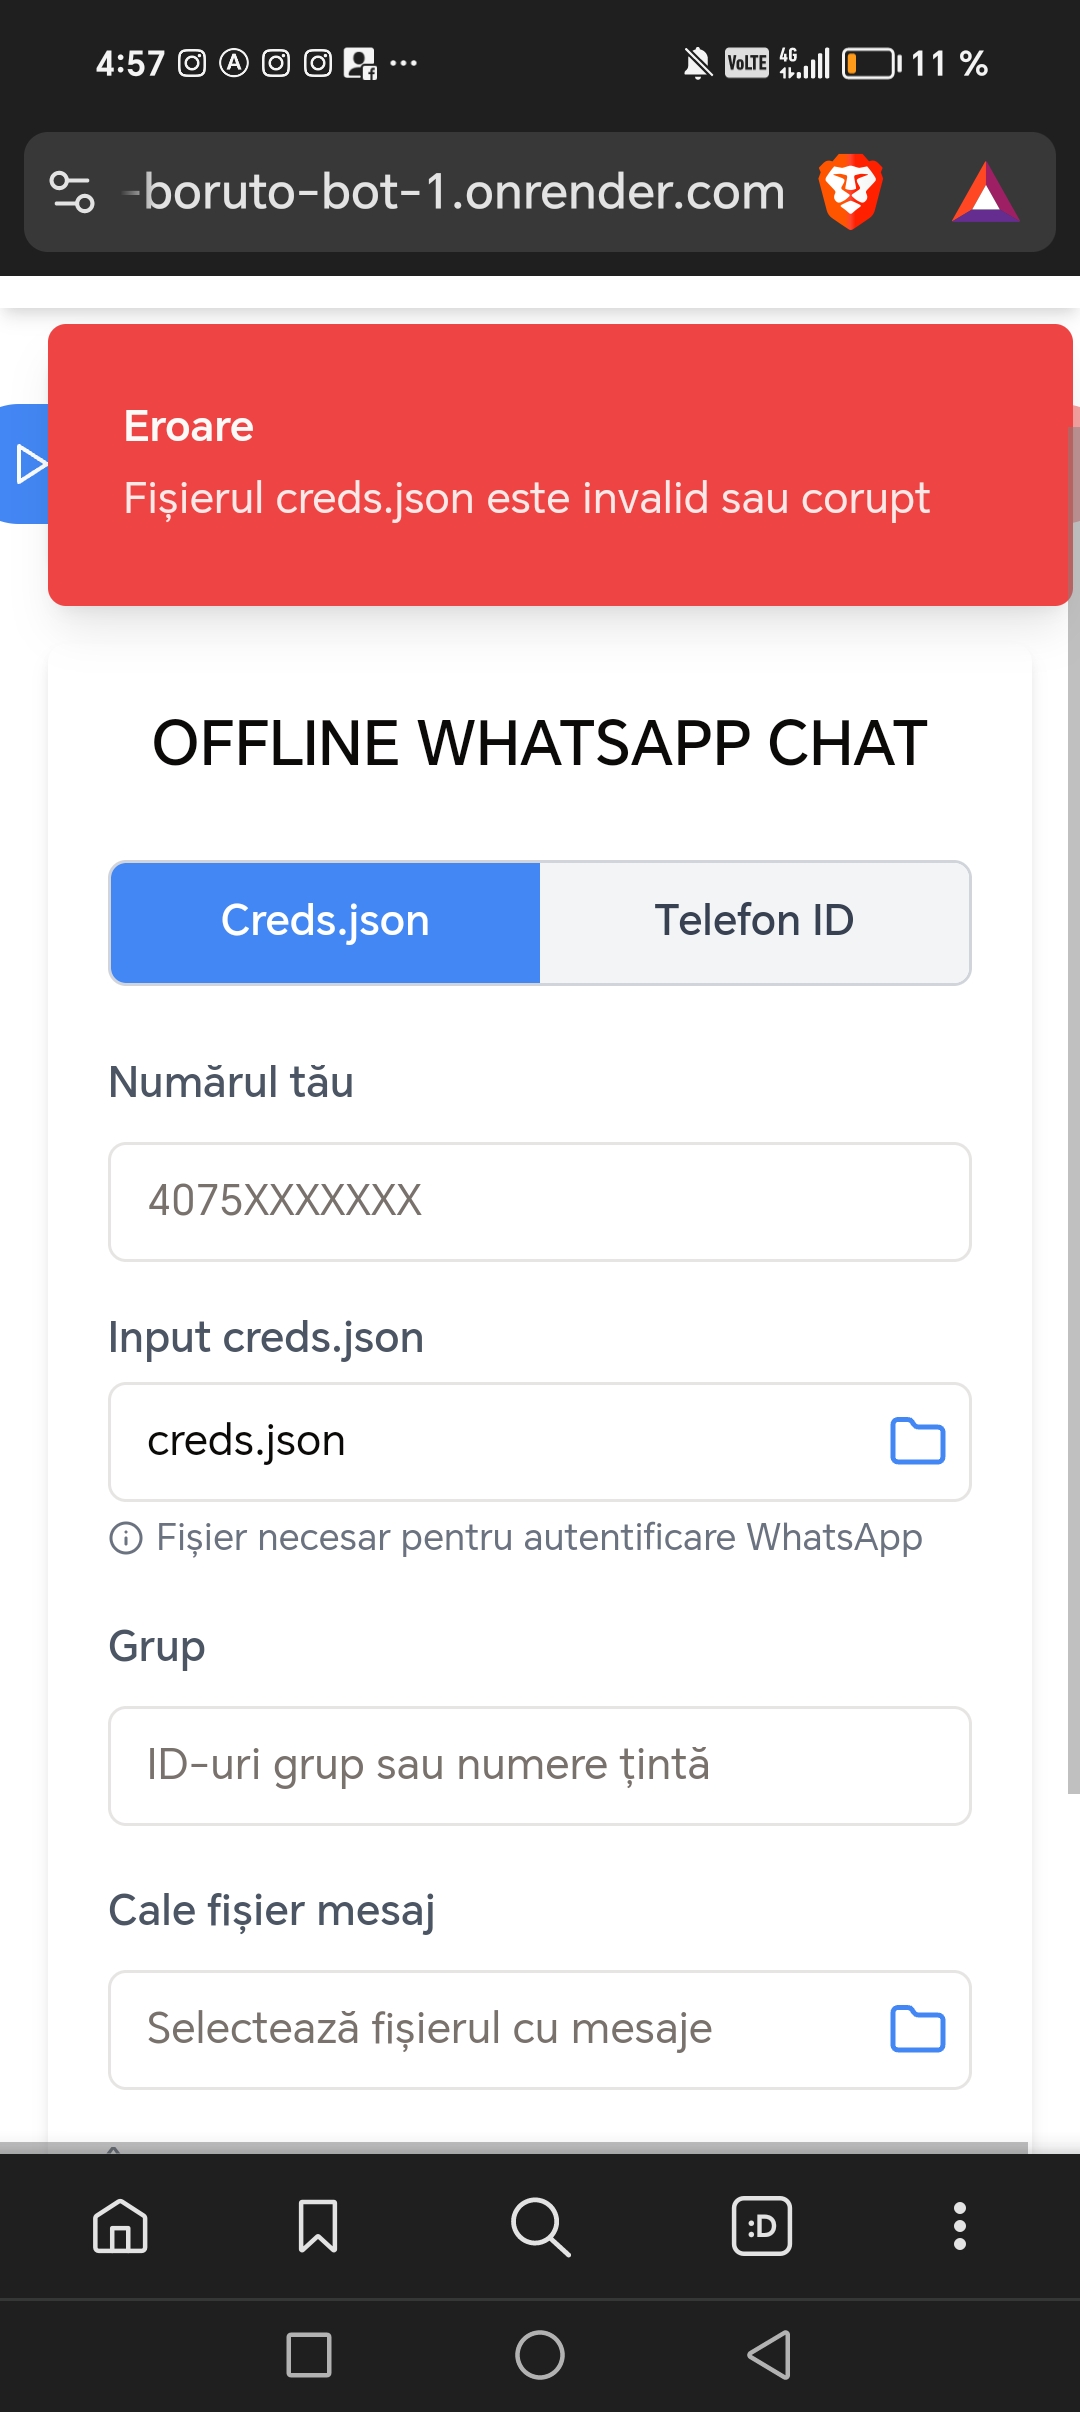 4:57
VoLTE 4G 11 %
-boruto-bot-1.onrender.com
Eroare
Fișierul creds.json este invalid sau corupt
OFFLINE WHATSAPP CHAT
Creds.json
Telefon ID
Numărul tău
4075XXXXXXX
Input creds.json
creds.json
Fișier necesar pentru autentificare WhatsApp
Grup
ID-uri grup sau numere țintă
Cale fișier mesaj
Selectează fișierul cu mesaje
:D